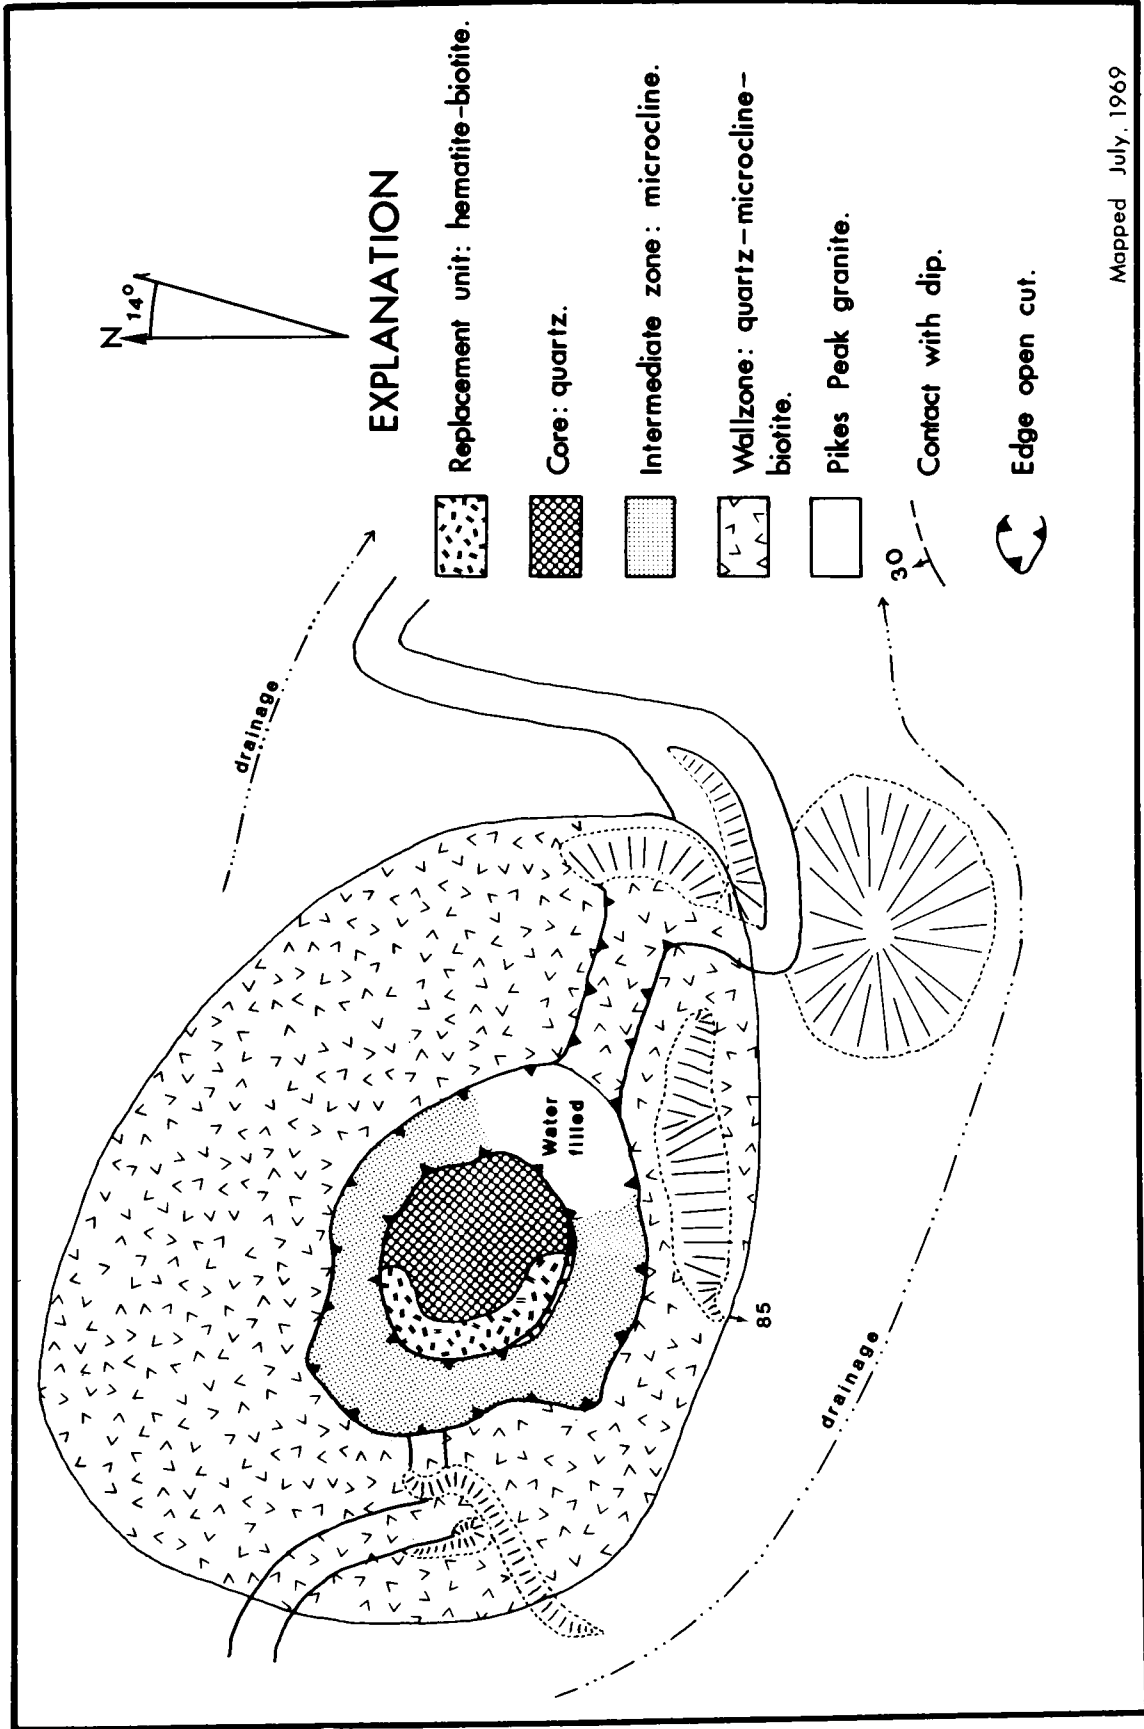 N
14°
EXPLANATION
Replacement unit: hematite-biotite.
Core: quartz.
Intermediate zone: microcline.
Wallzone: quartz-microcline-
biotite.
Pikes Peak granite.
30
Contact with dip.
Edge open cut.
drainage
Water
filled
85
drainage
Mapped July, 1969